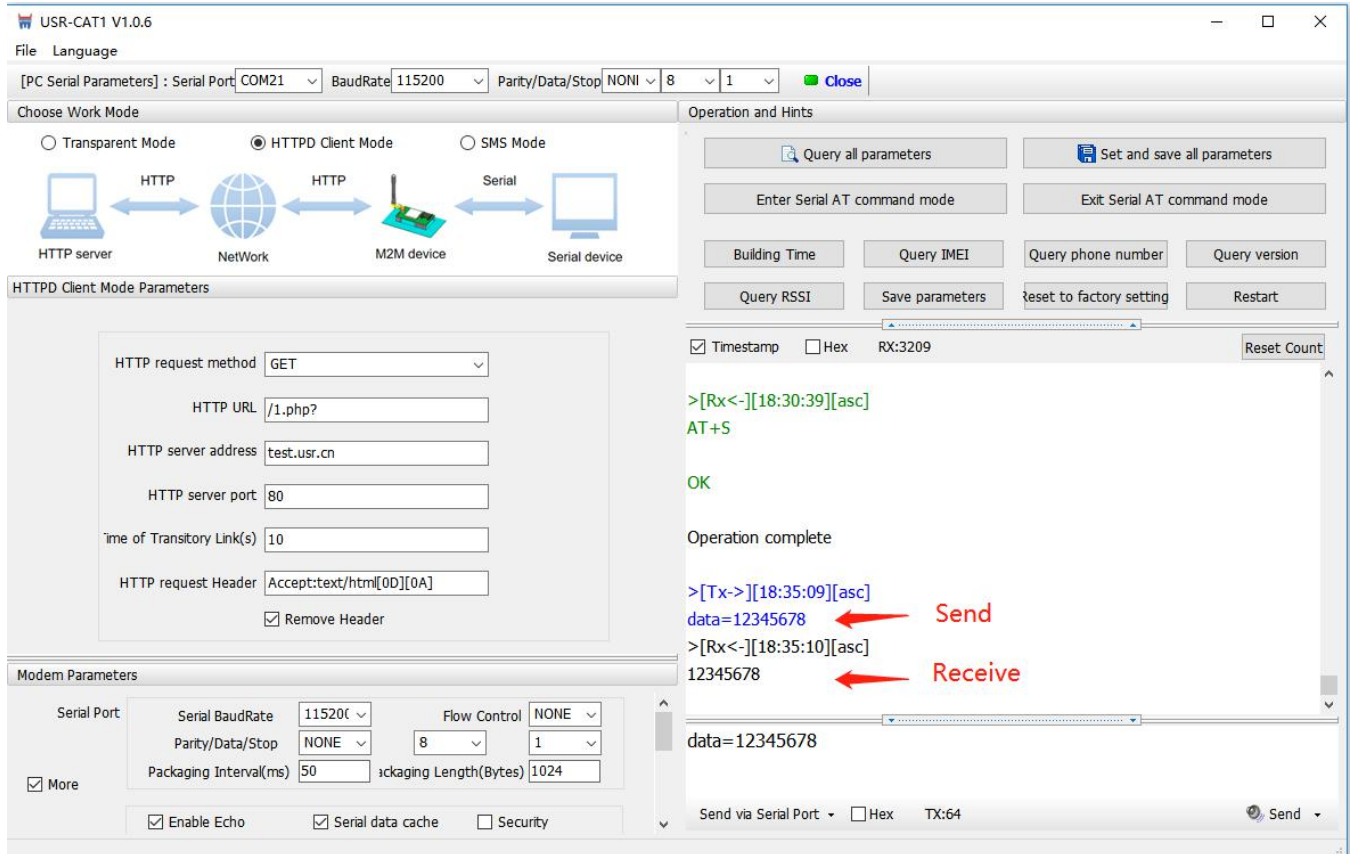 USR-CAT1 V1.0.6
File Language
[PC Serial Parameters] : Serial Port COM21 BaudRate 115200 Parity/Data/Stop NONI 8 1 Close
Choose Work Mode
Transparent Mode HTTPD Client Mode SMS Mode
HTTP HTTP Serial
HTTP server NetWork M2M device Serial device
HTTPD Client Mode Parameters
HTTP request method GET
HTTP URL /1.php?
HTTP server address test.usr.cn
HTTP server port 80
ime of Transitory Link(s) 10
HTTP request Header Accept:text/html[0D][0A]
Remove Header
Modem Parameters
Serial Port Serial BaudRate 11520( Flow Control NONE
Parity/Data/Stop NONE 8 1
Packaging Interval(ms) 50 ackaging Length(Bytes) 1024
More
Enable Echo Serial data cache Security
Operation and Hints
Query all parameters Set and save all parameters
Enter Serial AT command mode Exit Serial AT command mode
Building Time Query IMEI Query phone number Query version
Query RSSI Save parameters Reset to factory setting Restart
Timestamp Hex RX:3209 Reset Count
>[Rx<-][18:30:39][asc]
AT+S
OK
Operation complete
>[Tx->][18:35:09][asc]
data=12345678 Send
>[Rx<-][18:35:10][asc]
12345678 Receive
data=12345678
Send via Serial Port Hex TX:64 Send